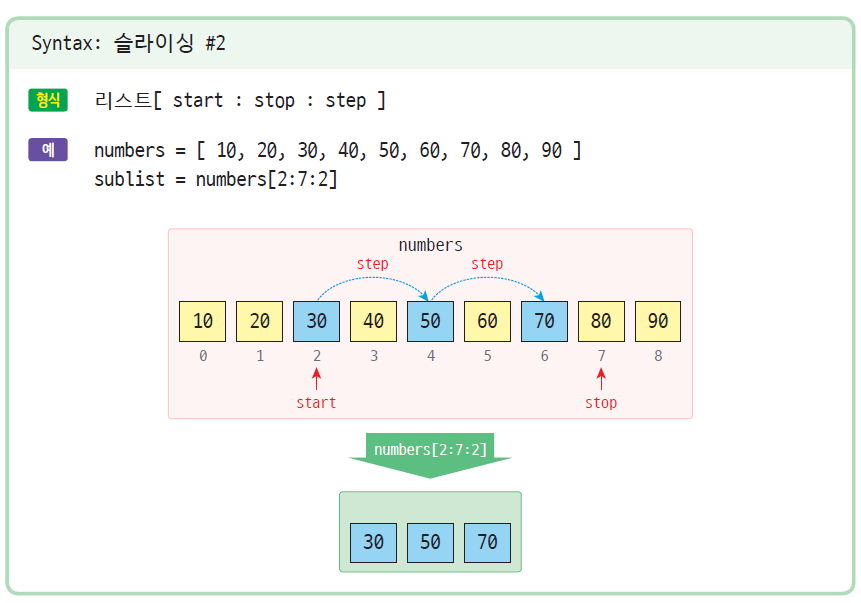 Syntax: 슬라이싱 #2
형식 리스트[ start : stop : step ]
예 numbers = [ 10, 20, 30, 40, 50, 60, 70, 80, 90 ]
sublist = numbers[2:7:2]
numbers
step step
10 20 30 40 50 60 70 80 90
0 1 2 3 4 5 6 7 8
start stop
numbers[2:7:2]
30 50 70